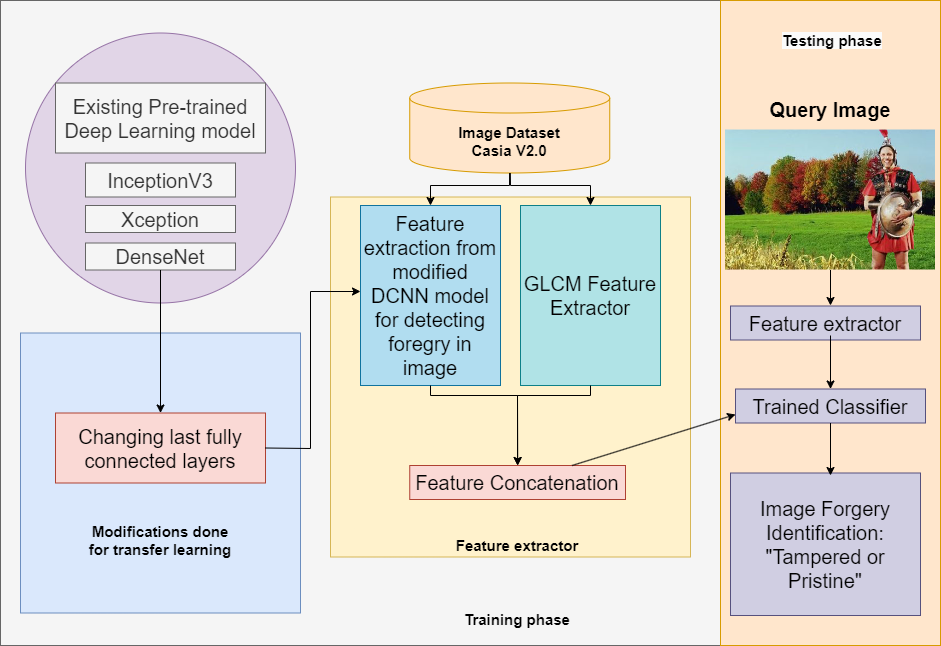 Existing Pre-trained
Deep Learning model
InceptionV3
Xception
DenseNet
Changing last fully
connected layers
Modifications done
for transfer learning
Image Dataset
Casia V2.0
Feature
extraction from
modified
DCNN model
for detecting
foregry in
image
GLCM Feature
Extractor
Feature Concatenation
Feature extractor
Training phase
Testing phase
Query Image
Feature extractor
Trained Classifier
Image Forgery
Identification:
"Tampered or
Pristine"